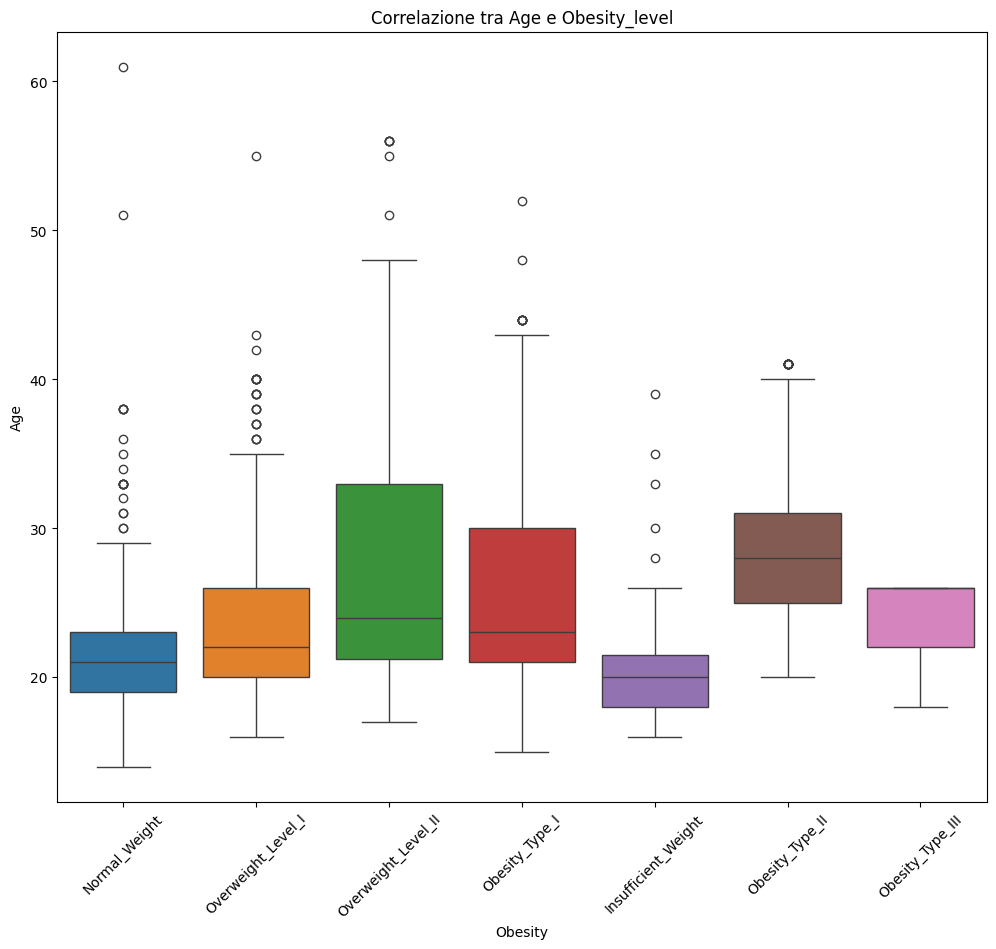 Correlazione tra Age e Obesity_level
60
50
40
30
20
Age
Normal_Weight
Overweight_Level_I
Overweight_Level_II
Obesity_Type_I
Insufficient_Weight
Obesity_Type_II
Obesity_Type_III
Obesity